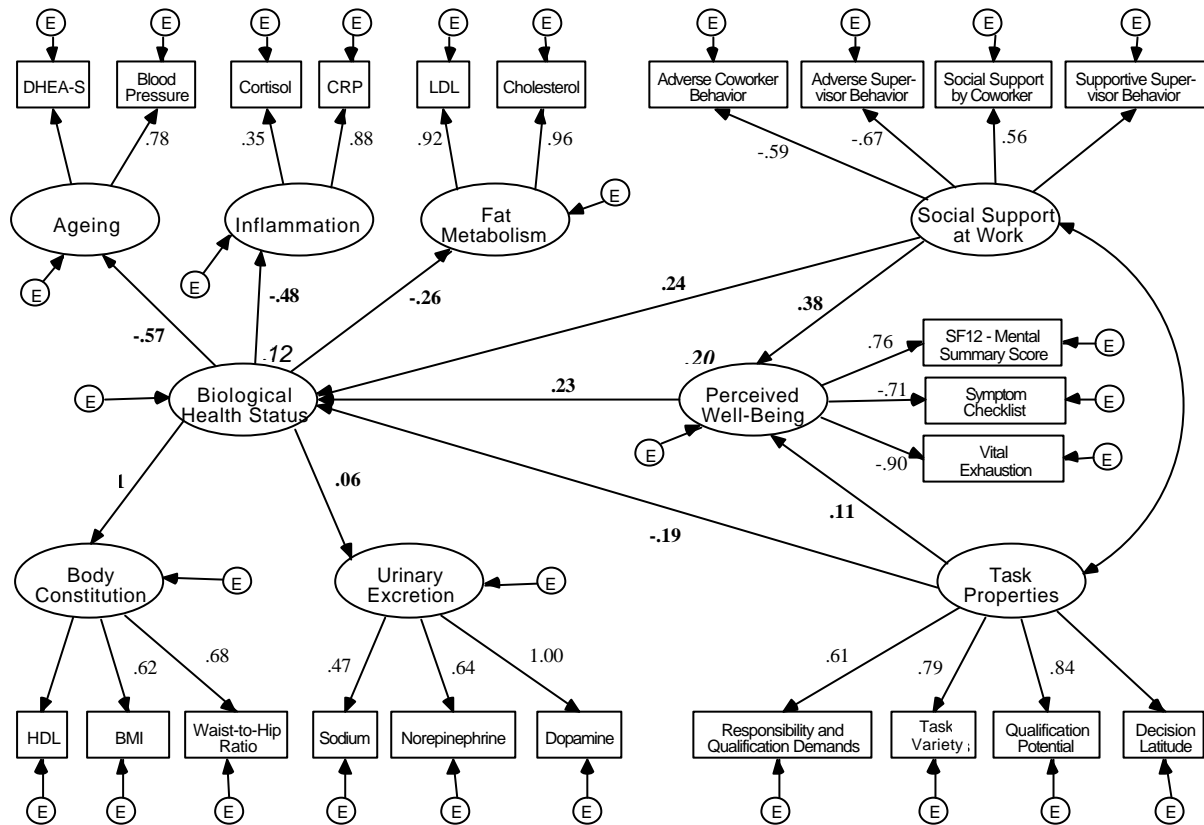 E E E E E E E E E E
DHEA-S
Blood
Pressure
Cortisol
CRP
LDL
Cholesterol
Adverse Coworker
Behavior
Adverse Super-
visor Behavior
Social Support
by Coworker
Supportive Super-
visor Behavior
.78
.35
.88
.92
.96
-.59
-.67
.56
Ageing
Inflammation
Fat
Metabolism
E
Social Support
at Work
E
E
-.57
-.48
-.26
.24
.38
.12
.20
.76
SF12 - Mental
Summary Score
E
E
Biological
Health Status
.23
Perceived
Well-Being
-.71
Symptom
Checklist
E
E
-.90
Vital
Exhaustion
E
.06
-.19
.11
Body
Constitution
E
Urinary
Excretion
E
Task
Properties
.62
.68
.47
.64
1.00
.61
.79
.84
HDL
BMI
Waist-to-Hip
Ratio
Sodium
Norepinephrine
Dopamine
Responsibility and
Qualification Demands
Task
Variety
Qualification
Potential
Decision
Latitude
E E E E E E E E E E